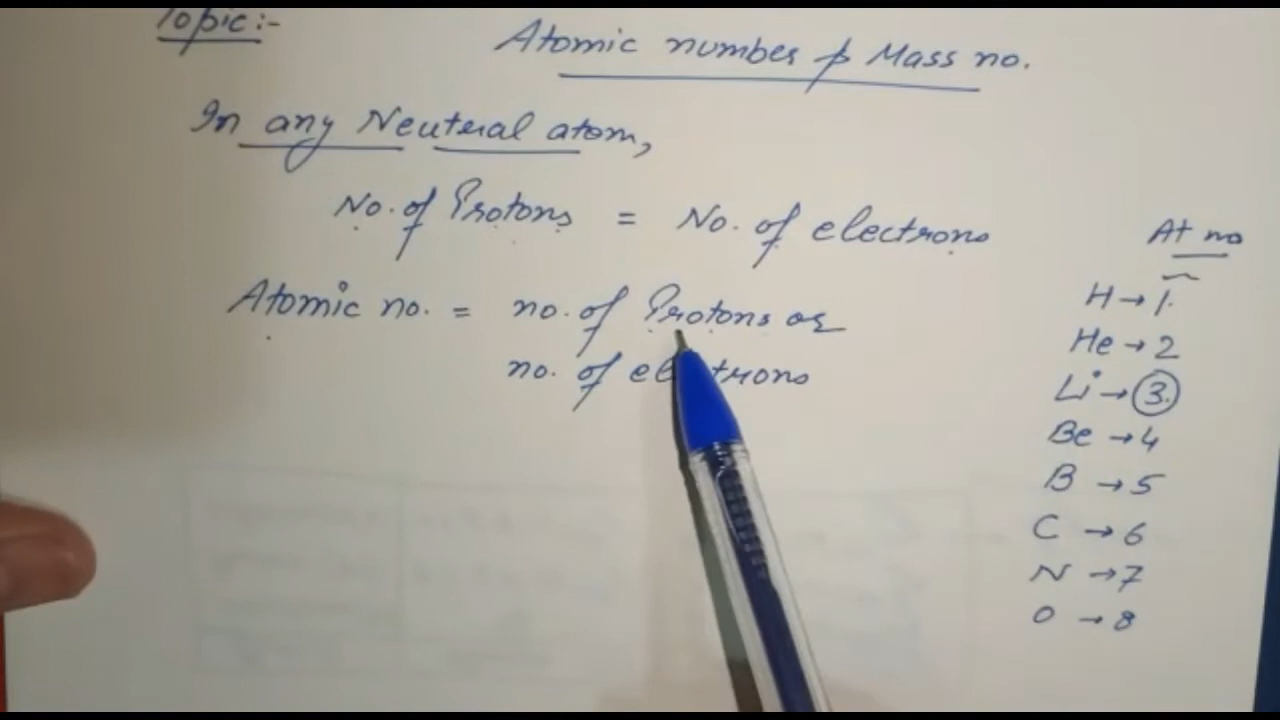 Topic:-
Atomic number & Mass no.
In any Neuteral atom,
No. of Protons = No. of electrons
Atomic no. = no. of Protons or
no. of electrons
At no
H → 1.
He → 2
Li → 3.
Be → 4
B → 5
C → 6
N → 7
O → 8